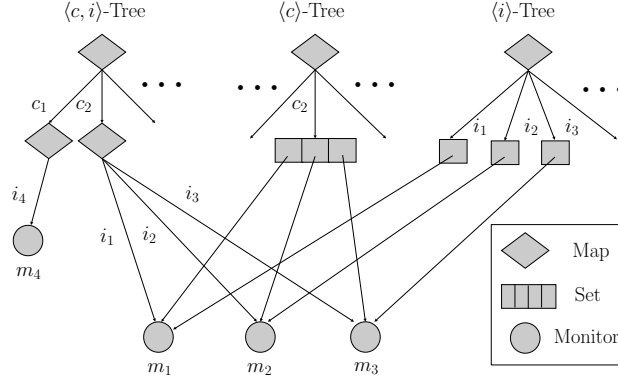 ⟨c, i⟩-Tree ⟨c⟩-Tree ⟨i⟩-Tree
c₁ c₂ c₂ i₁ i₂ i₃
i₄ i₁ i₂ i₃
m₄
m₁ m₂ m₃
Map
Set
Monitor